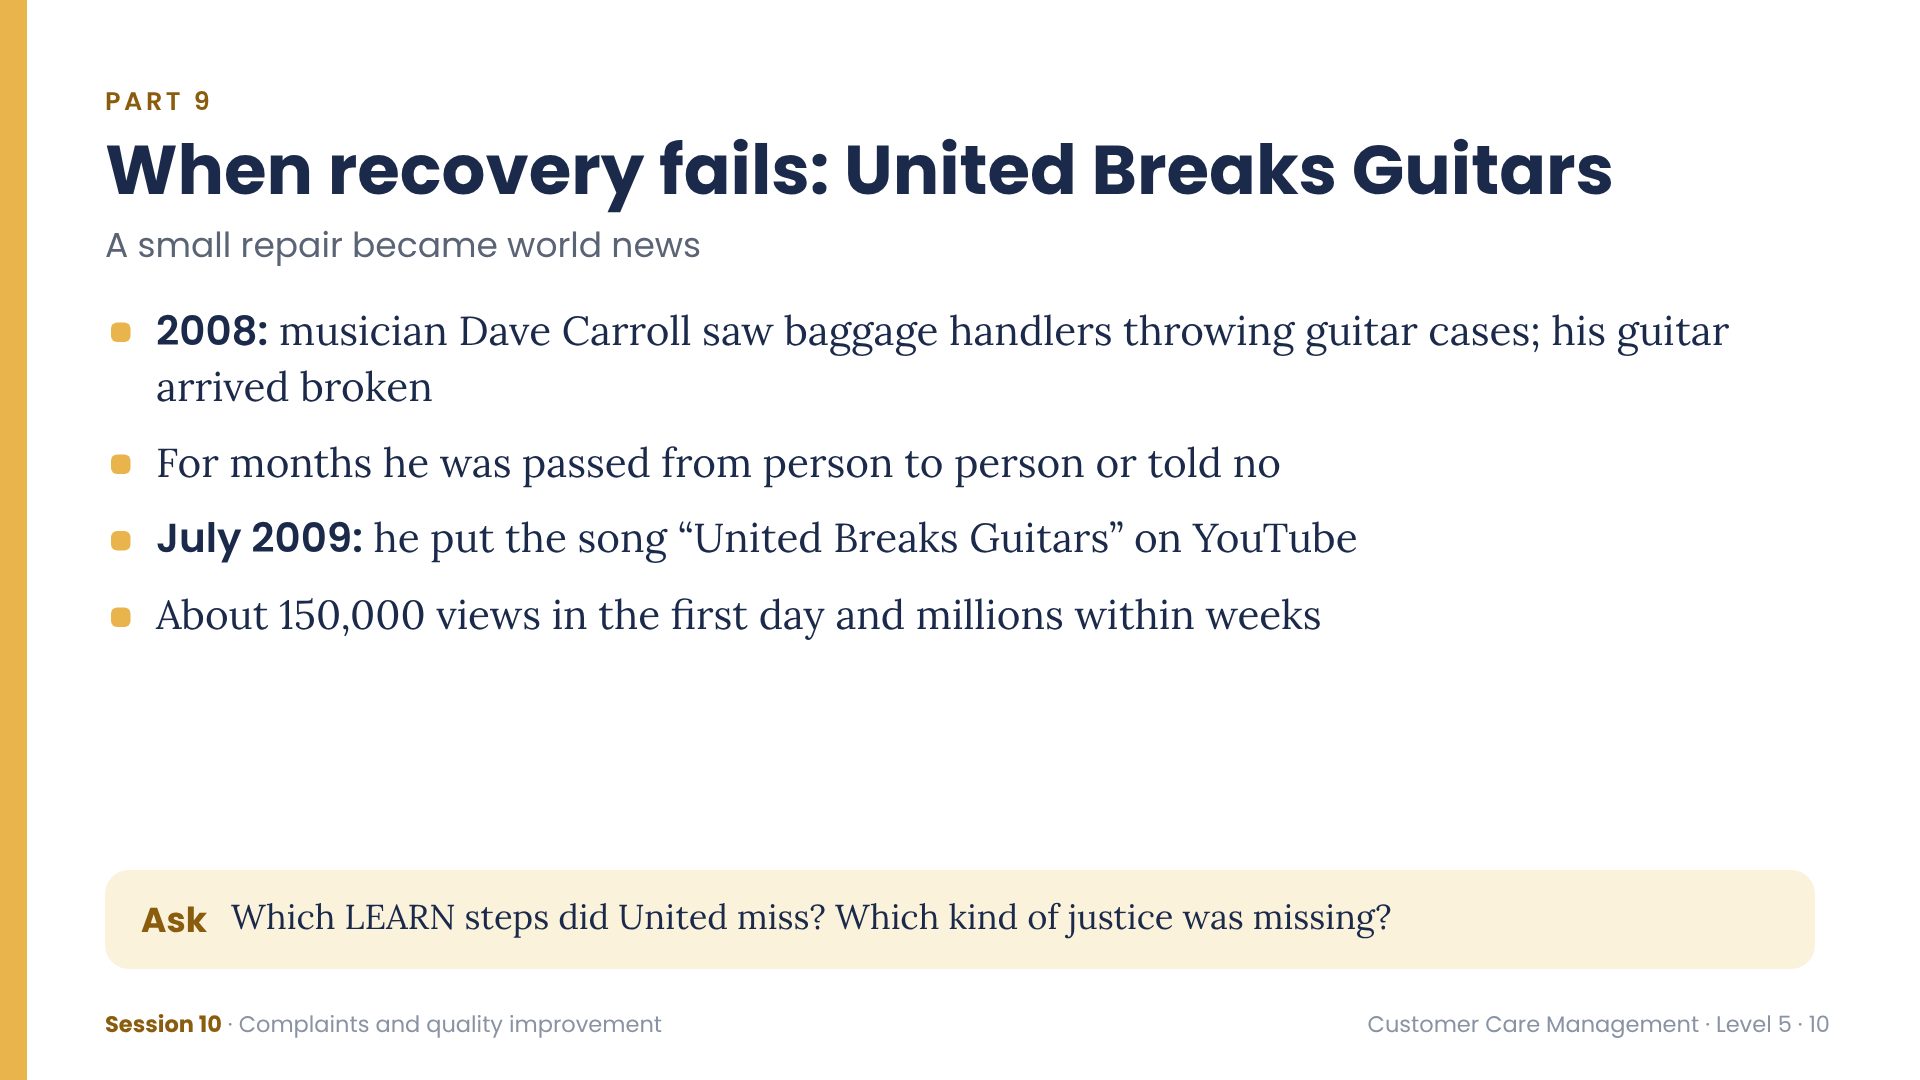 PART 9
When recovery fails: United Breaks Guitars
A small repair became world news
2008: musician Dave Carroll saw baggage handlers throwing guitar cases; his guitar
arrived broken
For months he was passed from person to person or told no
July 2009: he put the song “United Breaks Guitars” on YouTube
About 150,000 views in the first day and millions within weeks
Ask Which LEARN steps did United miss? Which kind of justice was missing?
Session 10 · Complaints and quality improvement
Customer Care Management · Level 5 · 10